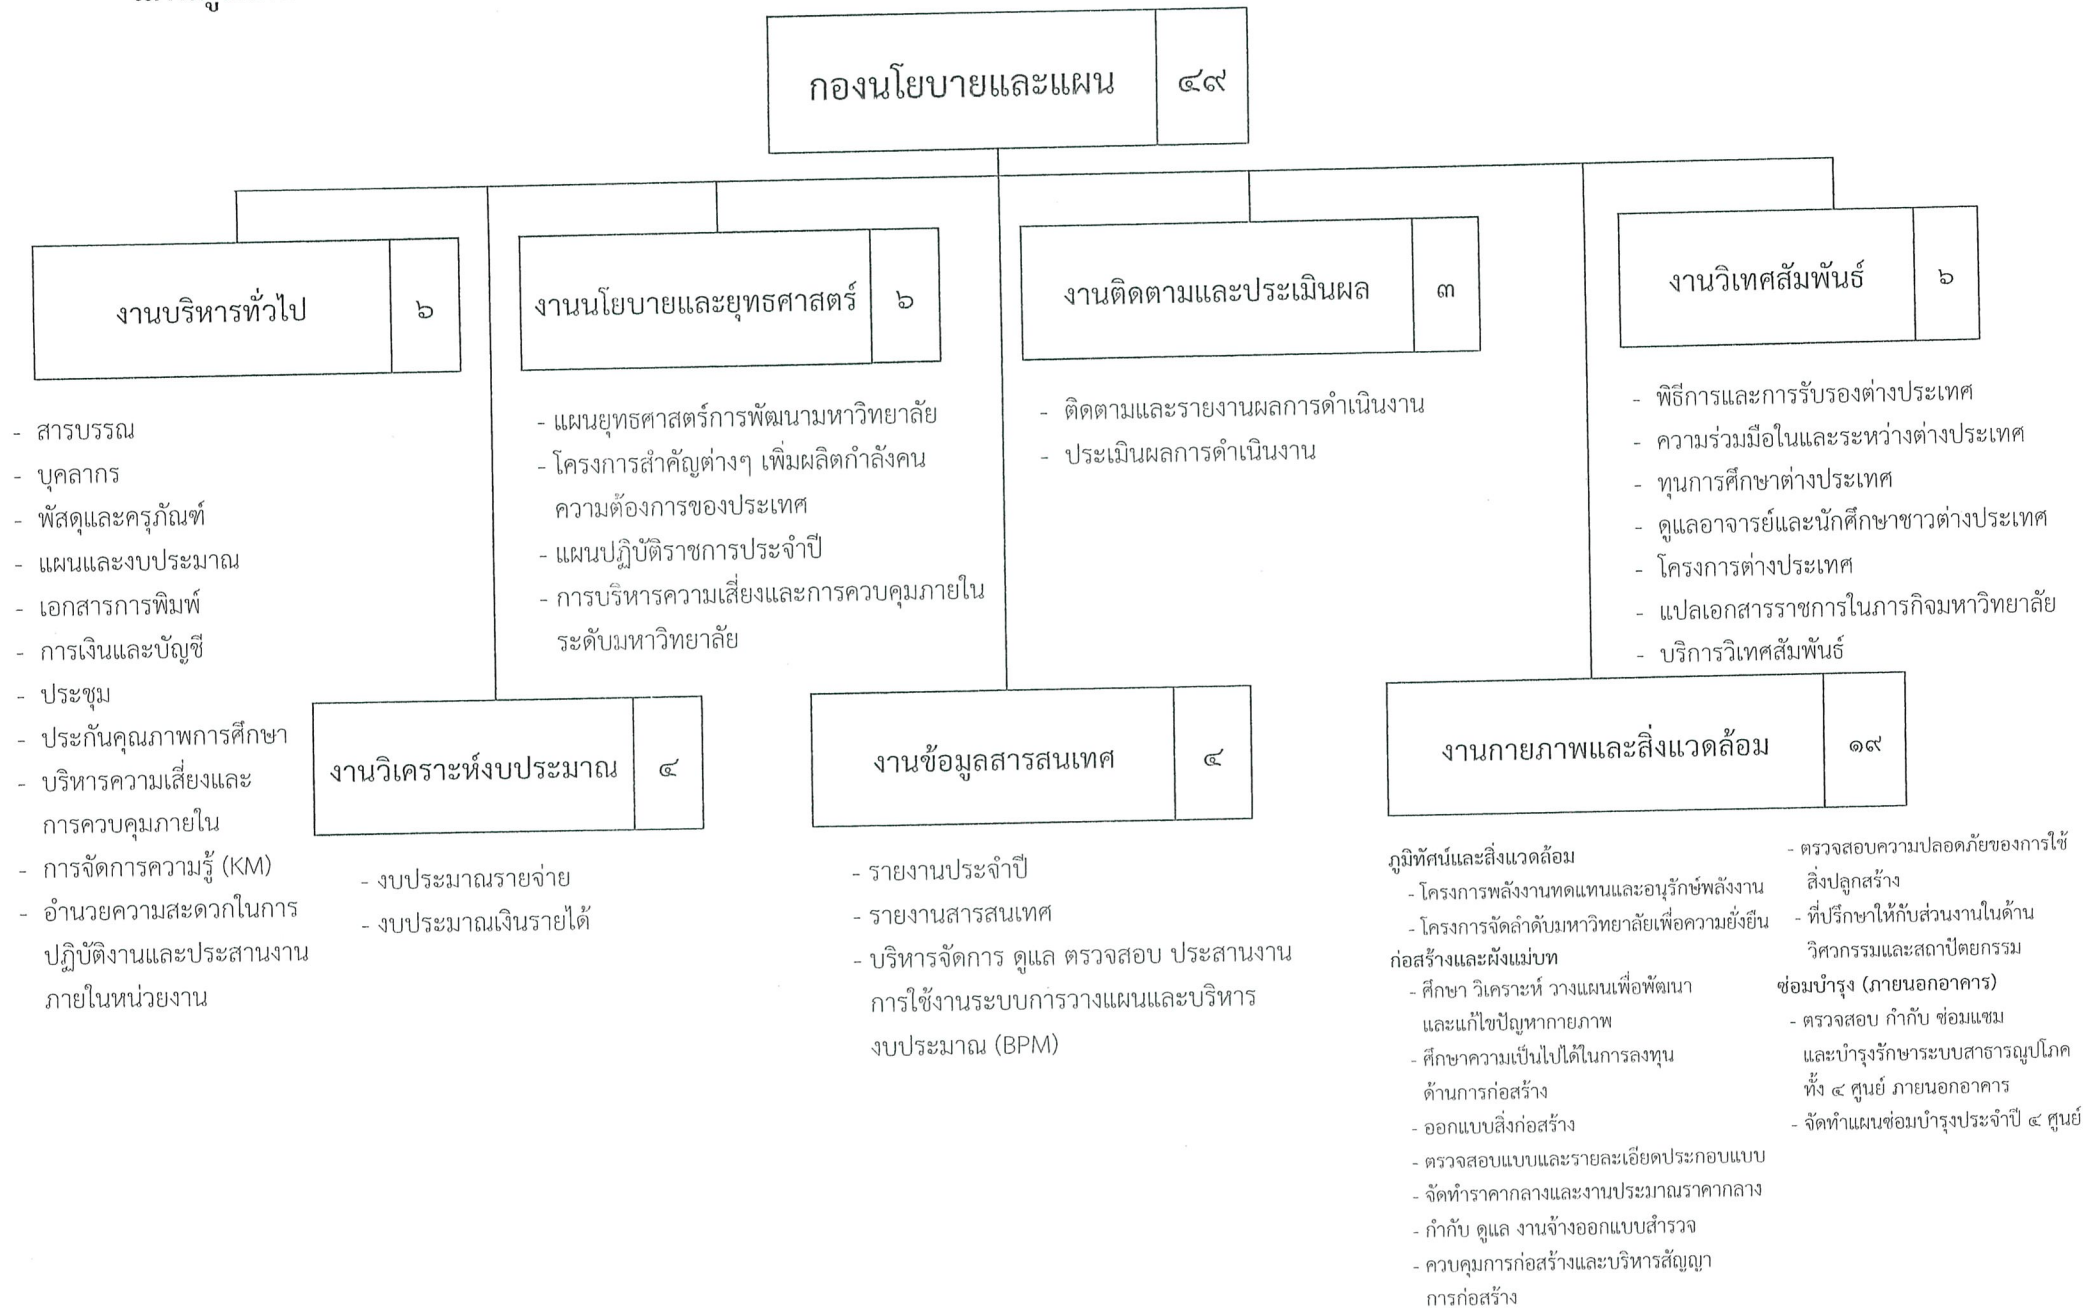 กองนโยบายและแผน ๔๙
งานบริหารทั่วไป ๖
- สารบรรณ
- บุคลากร
- พัสดุและครุภัณฑ์
- แผนและงบประมาณ
- เอกสารการพิมพ์
- การเงินและบัญชี
- ประชุม
- ประกันคุณภาพการศึกษา
- บริหารความเสี่ยงและ
การควบคุมภายใน
- การจัดการความรู้ (KM)
- อำนวยความสะดวกในการ
ปฏิบัติงานและประสานงาน
ภายในหน่วยงาน
งานนโยบายและยุทธศาสตร์ ๖
- แผนยุทธศาสตร์การพัฒนามหาวิทยาลัย
- โครงการสำคัญต่างๆ เพิ่มผลิตกำลังคน
ความต้องการของประเทศ
- แผนปฏิบัติราชการประจำปี
- การบริหารความเสี่ยงและการควบคุมภายใน
ระดับมหาวิทยาลัย
งานติดตามและประเมินผล ๓
- ติดตามและรายงานผลการดำเนินงาน
- ประเมินผลการดำเนินงาน
งานวิเทศสัมพันธ์ ๖
- พิธีการและการรับรองต่างประเทศ
- ความร่วมมือในและระหว่างต่างประเทศ
- ทุนการศึกษาต่างประเทศ
- ดูแลอาจารย์และนักศึกษาชาวต่างประเทศ
- โครงการต่างประเทศ
- แปลเอกสารราชการในภารกิจมหาวิทยาลัย
- บริการวิเทศสัมพันธ์
งานวิเคราะห์งบประมาณ ๔
- งบประมาณรายจ่าย
- งบประมาณเงินรายได้
งานข้อมูลสารสนเทศ ๔
- รายงานประจำปี
- รายงานสารสนเทศ
- บริหารจัดการ ดูแล ตรวจสอบ ประสานงาน
การใช้งานระบบการวางแผนและบริหาร
งบประมาณ (BPM)
งานกายภาพและสิ่งแวดล้อม ๑๙
ภูมิทัศน์และสิ่งแวดล้อม
- โครงการพลังงานทดแทนและอนุรักษ์พลังงาน
- โครงการจัดลำดับมหาวิทยาลัยเพื่อความยั่งยืน
ก่อสร้างและผังแม่บท
- ศึกษา วิเคราะห์ วางแผนเพื่อพัฒนา
และแก้ไขปัญหากายภาพ
- ศึกษาความเป็นไปได้ในการลงทุน
ด้านการก่อสร้าง
- ออกแบบสิ่งก่อสร้าง
- ตรวจสอบแบบและรายละเอียดประกอบแบบ
- จัดทำราคากลางและงานประมาณราคากลาง
- กำกับ ดูแล งานจ้างออกแบบสำรวจ
- ควบคุมการก่อสร้างและบริหารสัญญา
การก่อสร้าง
- ตรวจสอบความปลอดภัยของการใช้
สิ่งปลูกสร้าง
- ที่ปรึกษาให้กับส่วนงานในด้าน
วิศวกรรมและสถาปัตยกรรม
ซ่อมบำรุง (ภายนอกอาคาร)
- ตรวจสอบ กำกับ ซ่อมแซม
และบำรุงรักษาระบบสาธารณูปโภค
ทั้ง ๔ ศูนย์ ภายนอกอาคาร
- จัดทำแผนซ่อมบำรุงประจำปี ๔ ศูนย์